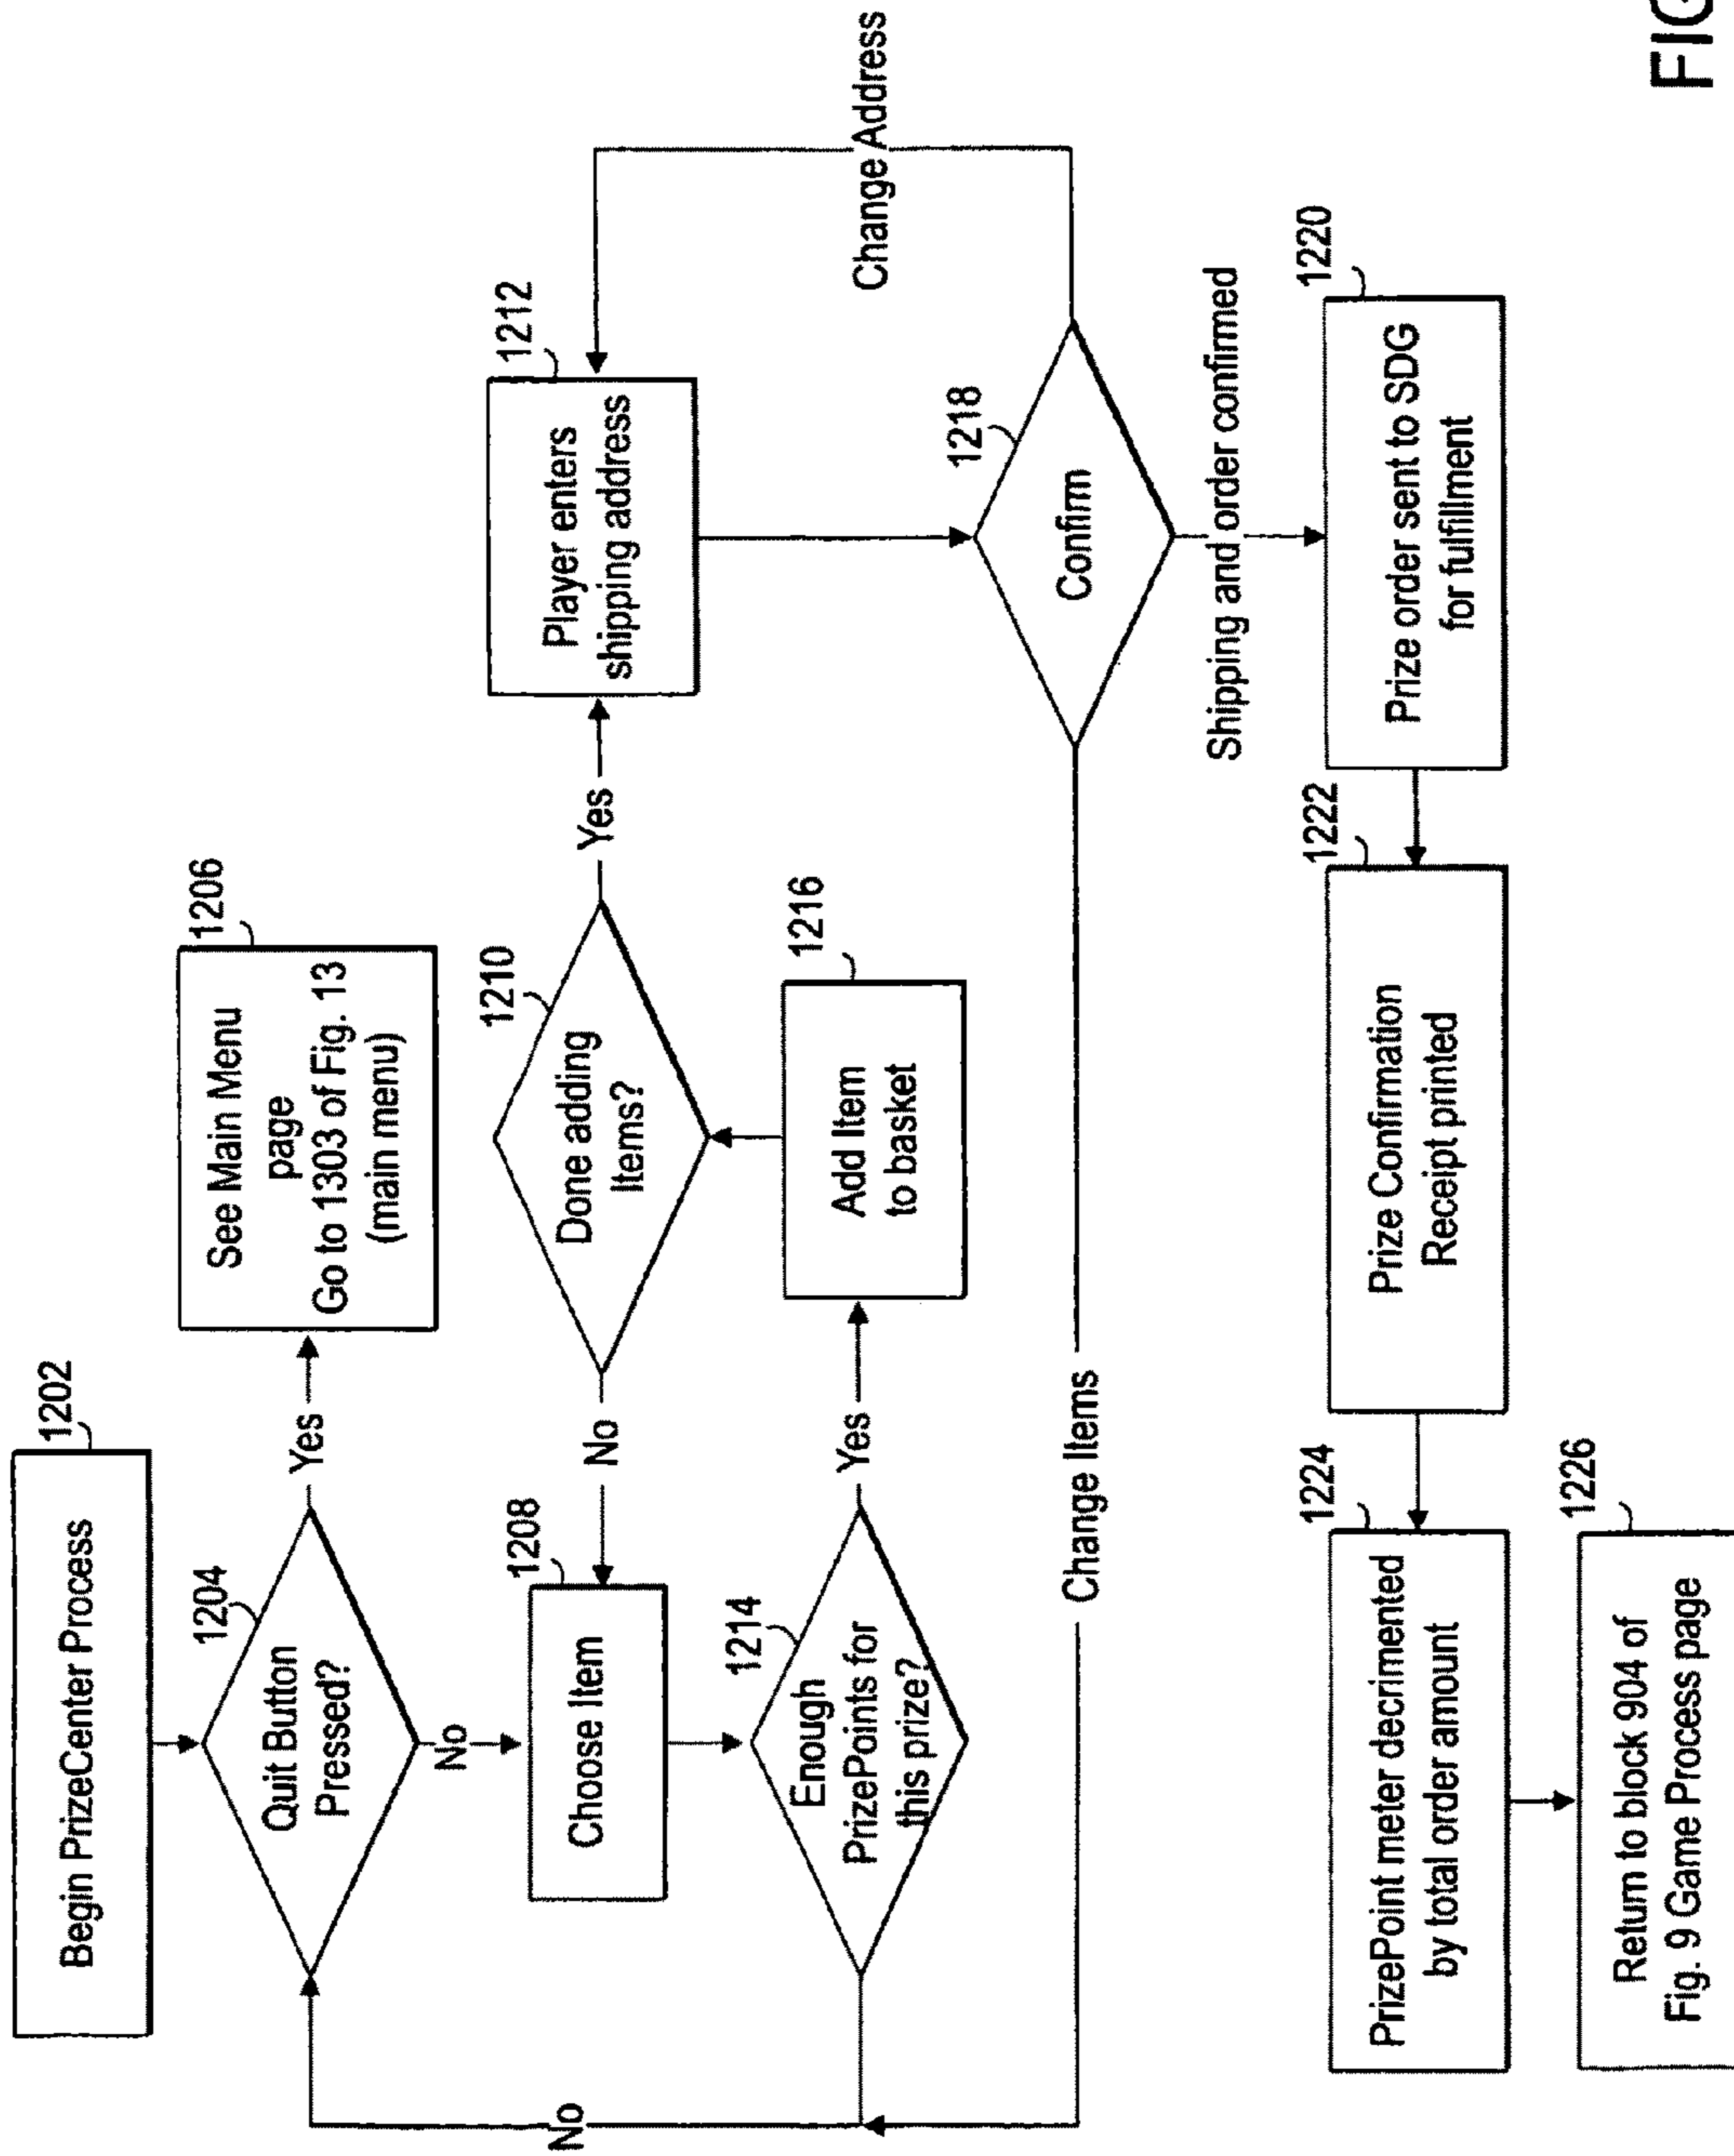 Begin PrizeCenter Process
1202
1204
Quit Button
Pressed?
Yes
1206
See Main Menu
page
Go to 1303 of Fig. 13
(main menu)
No
1208
Choose Item
No
1210
Done adding
Items?
Yes
1212
Player enters
shipping address
1214
Enough
PrizePoints for
this prize?
Yes
1216
Add Item
to basket
No
Change Items
1218
Confirm
Change Address
Shipping and order confirmed
1220
Prize order sent to SDG
for fulfillment
1222
Prize Confirmation
Receipt printed
1224
PrizePoint meter decrimented
by total order amount
1226
Return to block 904 of
Fig. 9 Game Process page